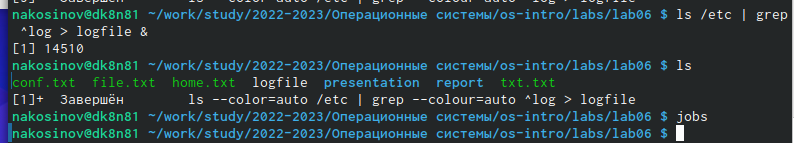 nakosinov@dk8n81 ~/work/study/2022-2023/Операционные системы/os-intro/labs/lab06 $ ls /etc | grep
 ^log > logfile &
[1] 14510
nakosinov@dk8n81 ~/work/study/2022-2023/Операционные системы/os-intro/labs/lab06 $ ls
conf.txt  file.txt  home.txt  logfile  presentation  report  txt.txt
[1]+  Завершён        ls --color=auto /etc | grep --colour=auto ^log > logfile
nakosinov@dk8n81 ~/work/study/2022-2023/Операционные системы/os-intro/labs/lab06 $ jobs
nakosinov@dk8n81 ~/work/study/2022-2023/Операционные системы/os-intro/labs/lab06 $